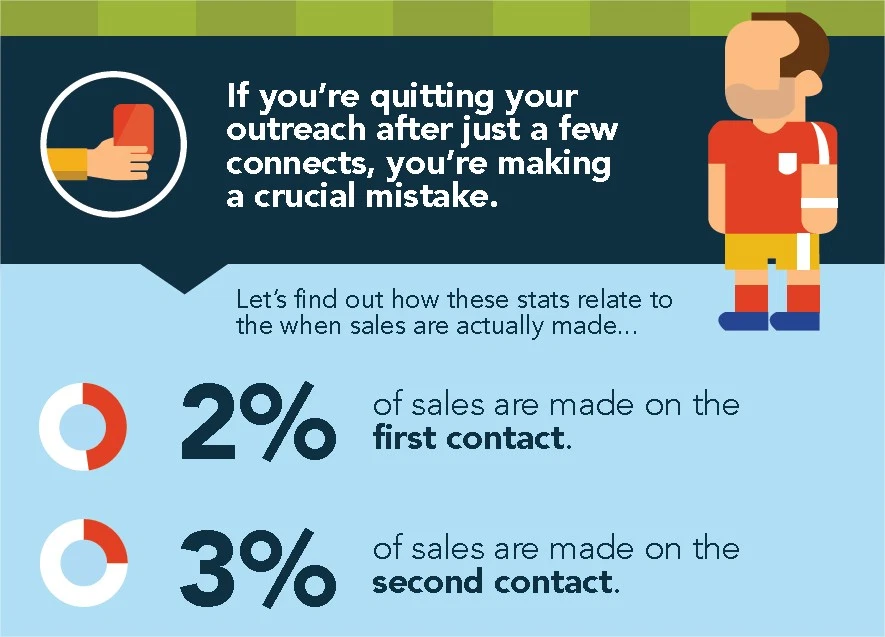 If you’re quitting your
outreach after just a few
connects, you’re making
a crucial mistake.
Let’s find out how these stats relate to
the when sales are actually made...
2%
of sales are made on the
first contact.
3%
of sales are made on the
second contact.